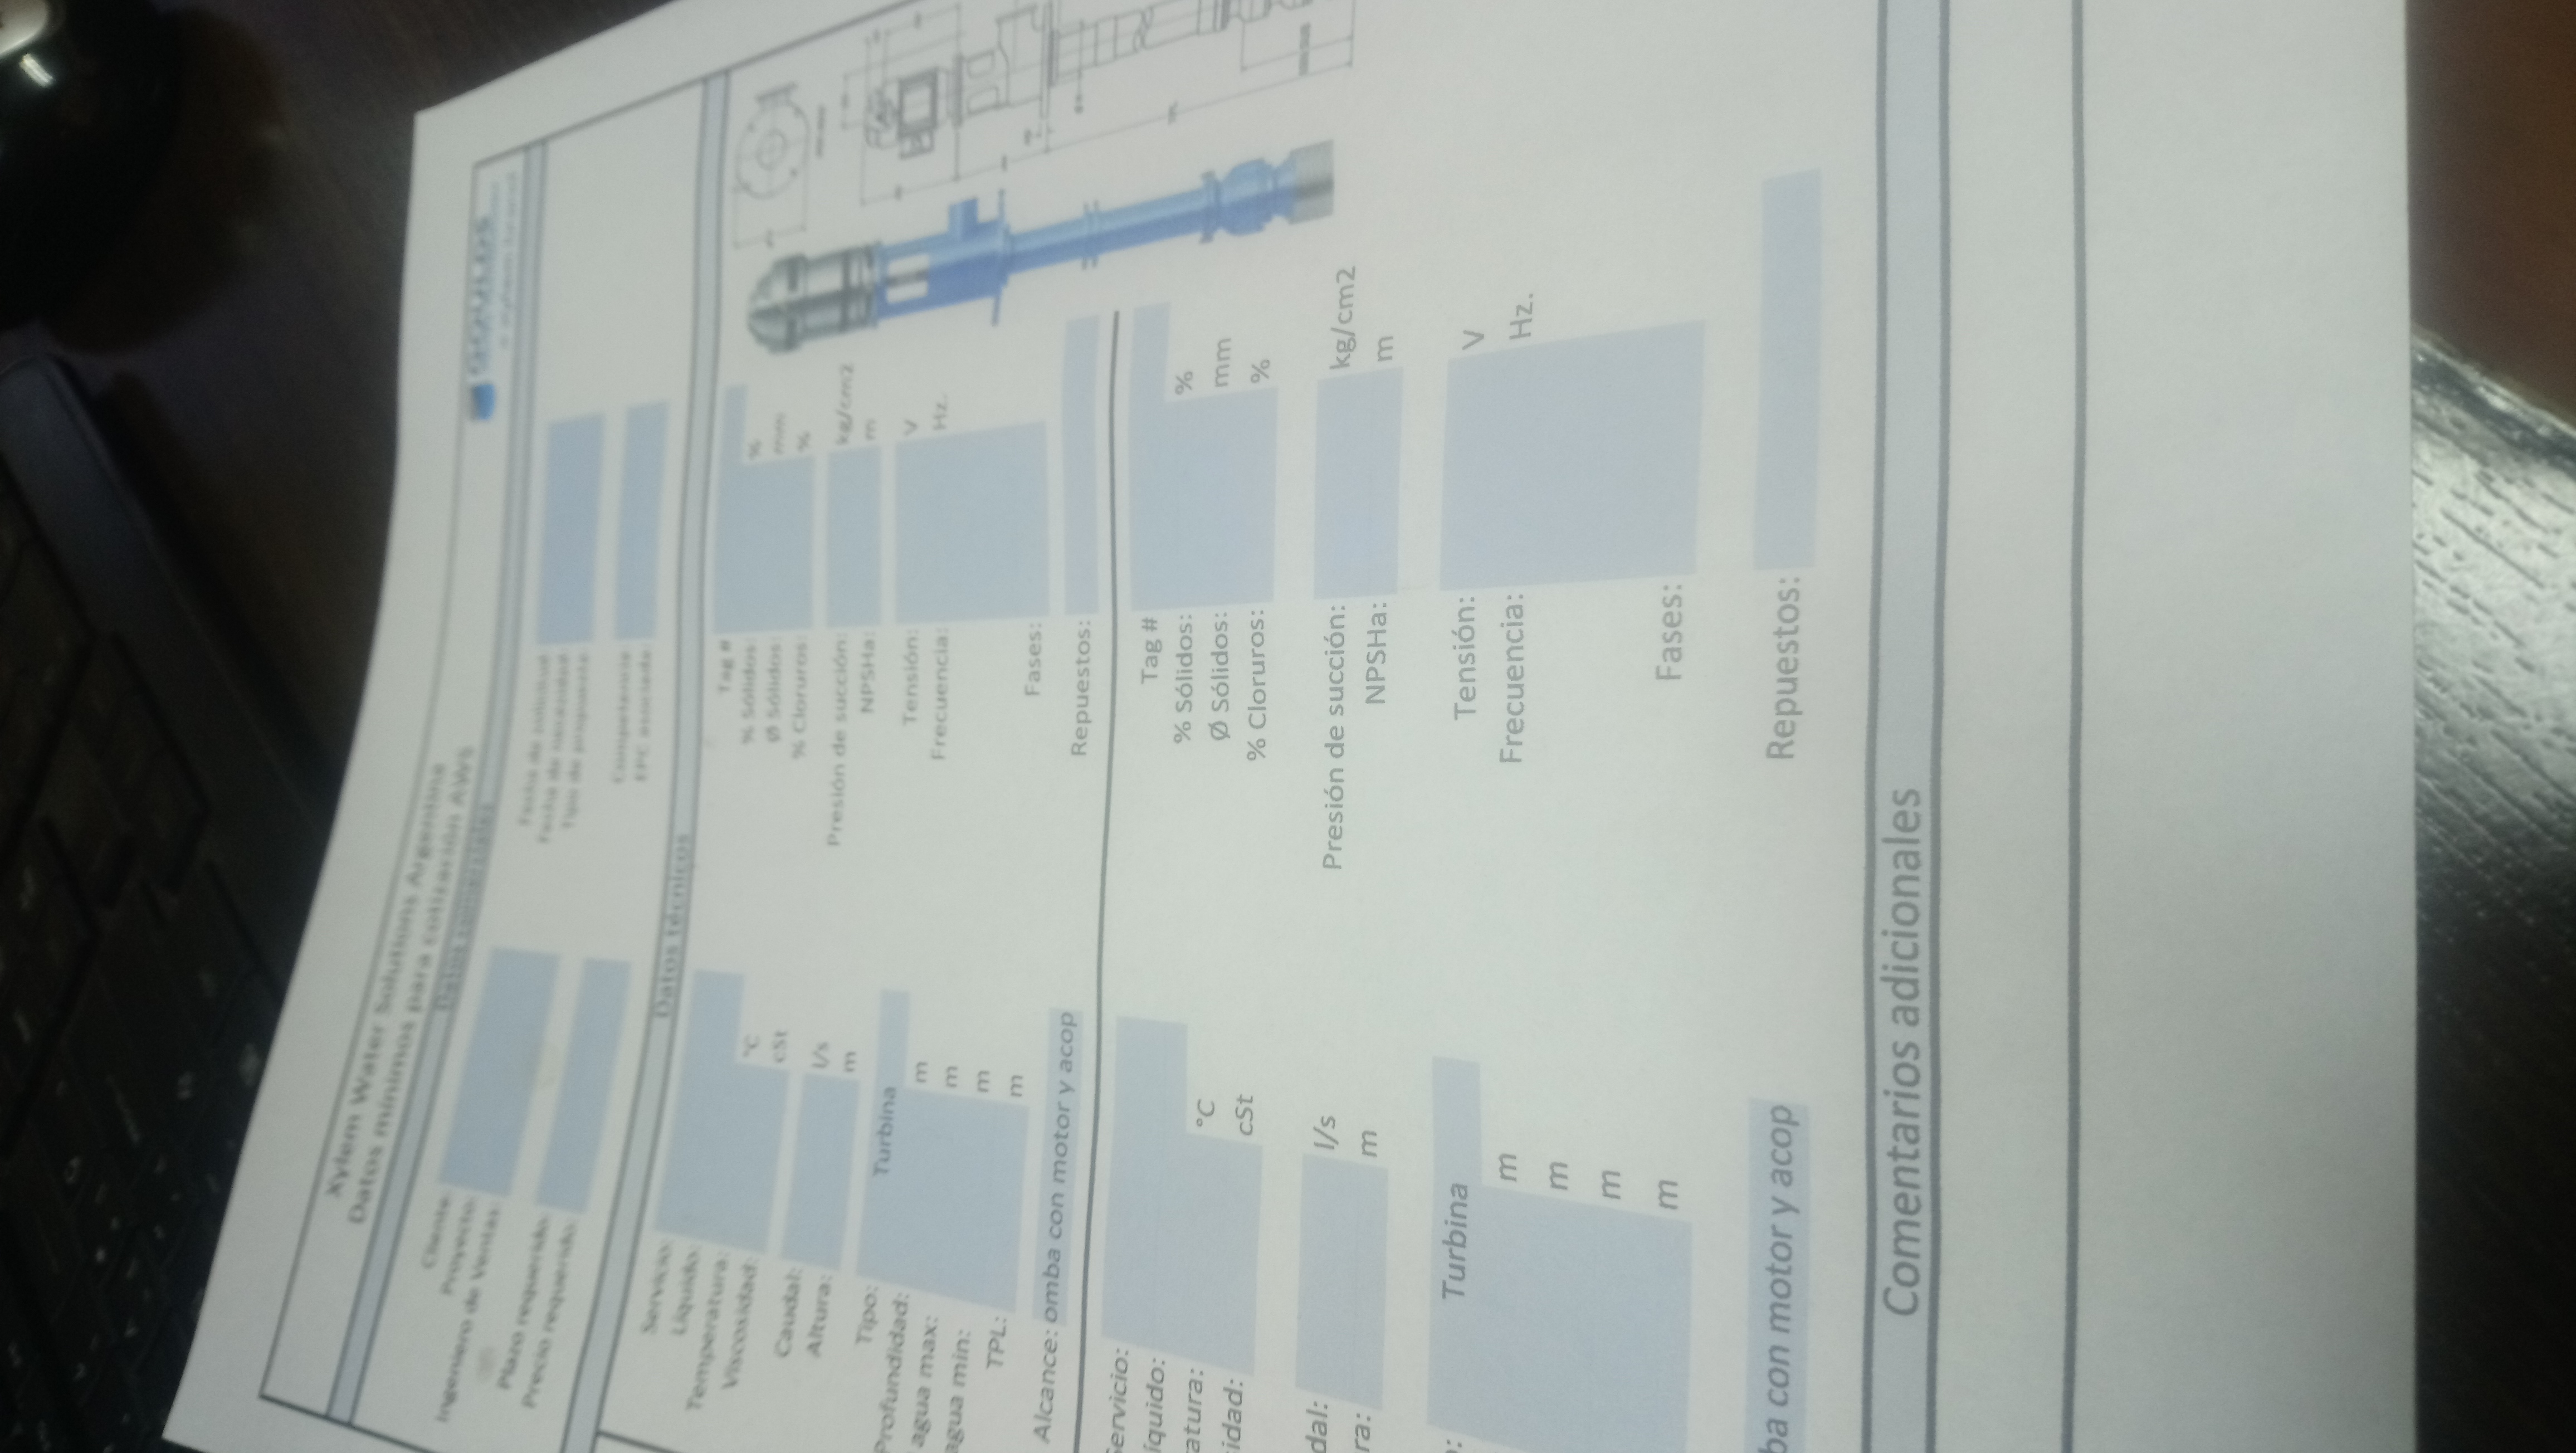 Xylem Water Solutions Argentina
Datos mínimos para cotización AWS
GOULDS
Datos comerciales
Cliente:
Proyecto:
Ingeniero de Ventas:
Fecha de solicitud:
Fecha de necesidad:
Tipo de propuesta:
Plazo requerido:
Precio requerido:
Competencia:
EPC asociado:
Datos técnicos
Servicio: Tag #
Líquido: % Sólidos: %
Temperatura: °C Ø Sólidos: mm
Viscosidad: cSt % Cloruros: %
Caudal: l/s Presión de succión: kg/cm2
Altura: m NPSHa: m
Tipo: Turbina Tensión: V
Profundidad: m Frecuencia: Hz.
agua max: m
agua min: m
TPL: m Fases:
Alcance: omba con motor y acop Repuestos:
Servicio: Tag #
íquido: % Sólidos: %
atura: °C Ø Sólidos: mm
idad: cSt % Cloruros: %
dal: l/s Presión de succión: kg/cm2
ra: m NPSHa: m
o: Turbina Tensión: V
m Frecuencia: Hz.
m
m
m Fases:
ba con motor y acop Repuestos:
Comentarios adicionales